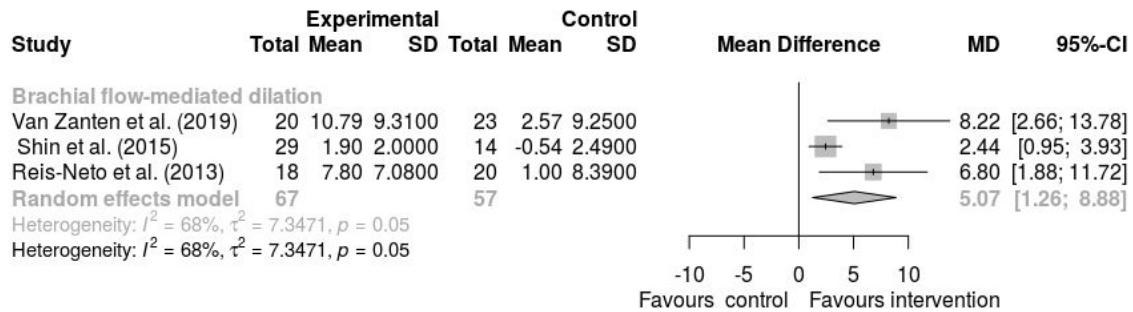 Experimental Control
Study Total Mean SD Total Mean SD Mean Difference MD 95%-CI
Brachial flow-mediated dilation
Van Zanten et al. (2019) 20 10.79 9.3100 23 2.57 9.2500 8.22 [2.66; 13.78]
Shin et al. (2015) 29 1.90 2.0000 14 -0.54 2.4900 2.44 [0.95; 3.93]
Reis-Neto et al. (2013) 18 7.80 7.0800 20 1.00 8.3900 6.80 [1.88; 11.72]
Random effects model 67 57 5.07 [1.26; 8.88]
Heterogeneity: I² = 68%, τ² = 7.3471, p = 0.05
Heterogeneity: I² = 68%, τ² = 7.3471, p = 0.05
-10 -5 0 5 10
Favours control Favours intervention